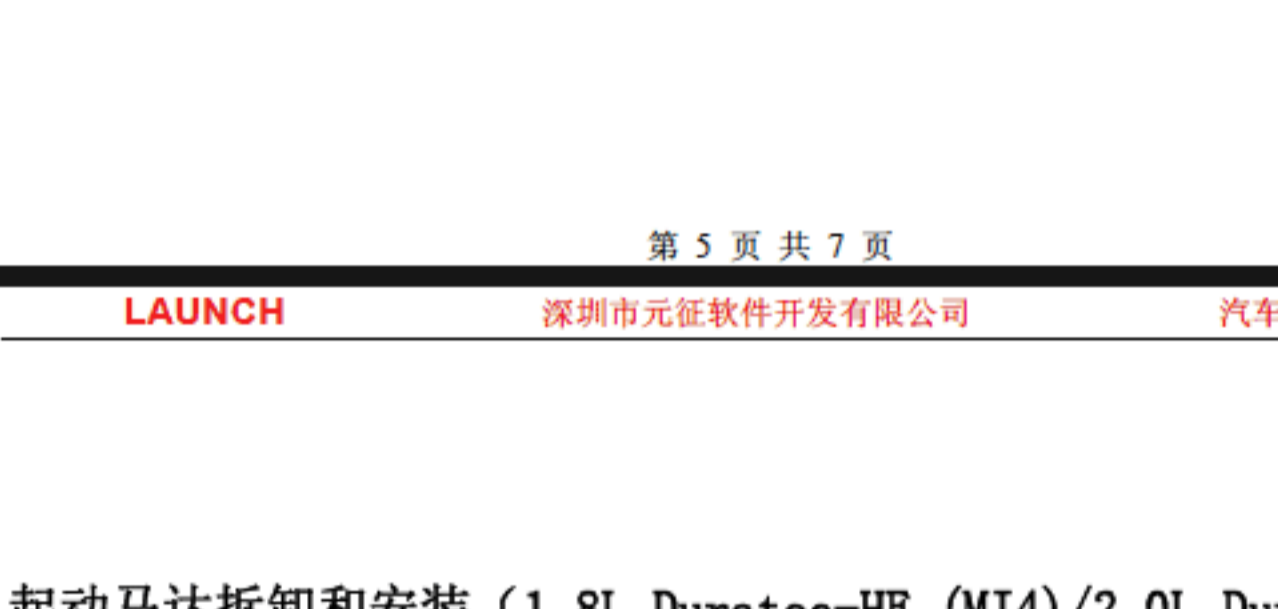 第 5 页 共 7 页
LAUNCH 深圳市元征软件开发有限公司 汽车
起动马达拆卸和安装（1.8L Duratec-HE (MI4)/2.0L Du